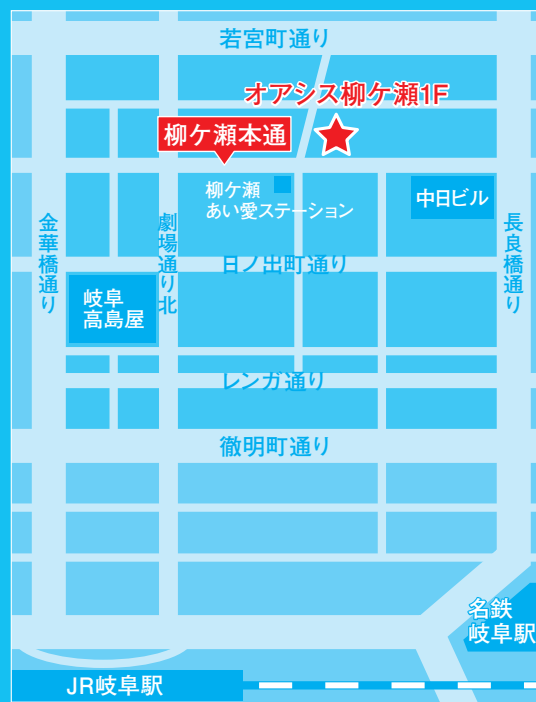 若宮町通り
オアシス柳ケ瀬1F
柳ケ瀬本通
柳ケ瀬
あい愛ステーション
中日ビル
金華橋通り
劇場通り北
長良橋通り
日ノ出町通り
岐阜
高島屋
レンガ通り
徹明町通り
名鉄
岐阜駅
JR岐阜駅